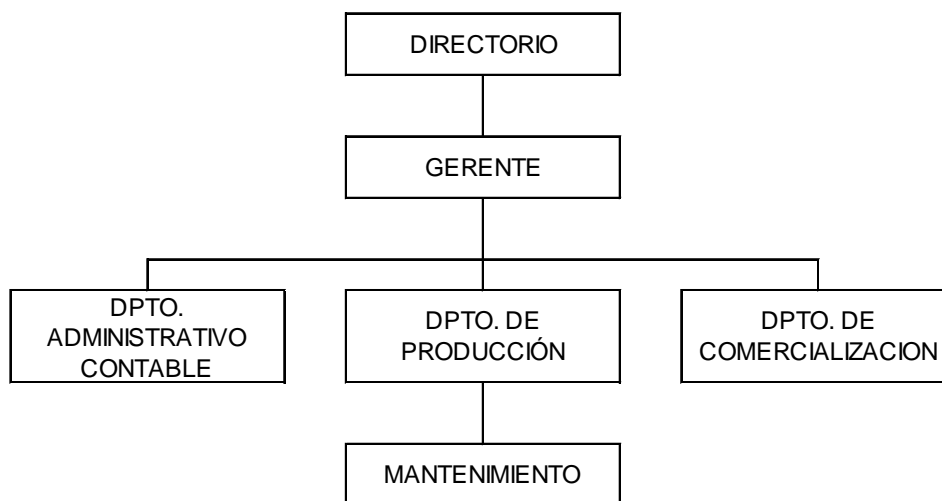 DIRECTORIO
GERENTE
DPTO.
ADMINISTRATIVO
CONTABLE
DPTO. DE
PRODUCCIÓN
DPTO. DE
COMERCIALIZACION
MANTENIMIENTO